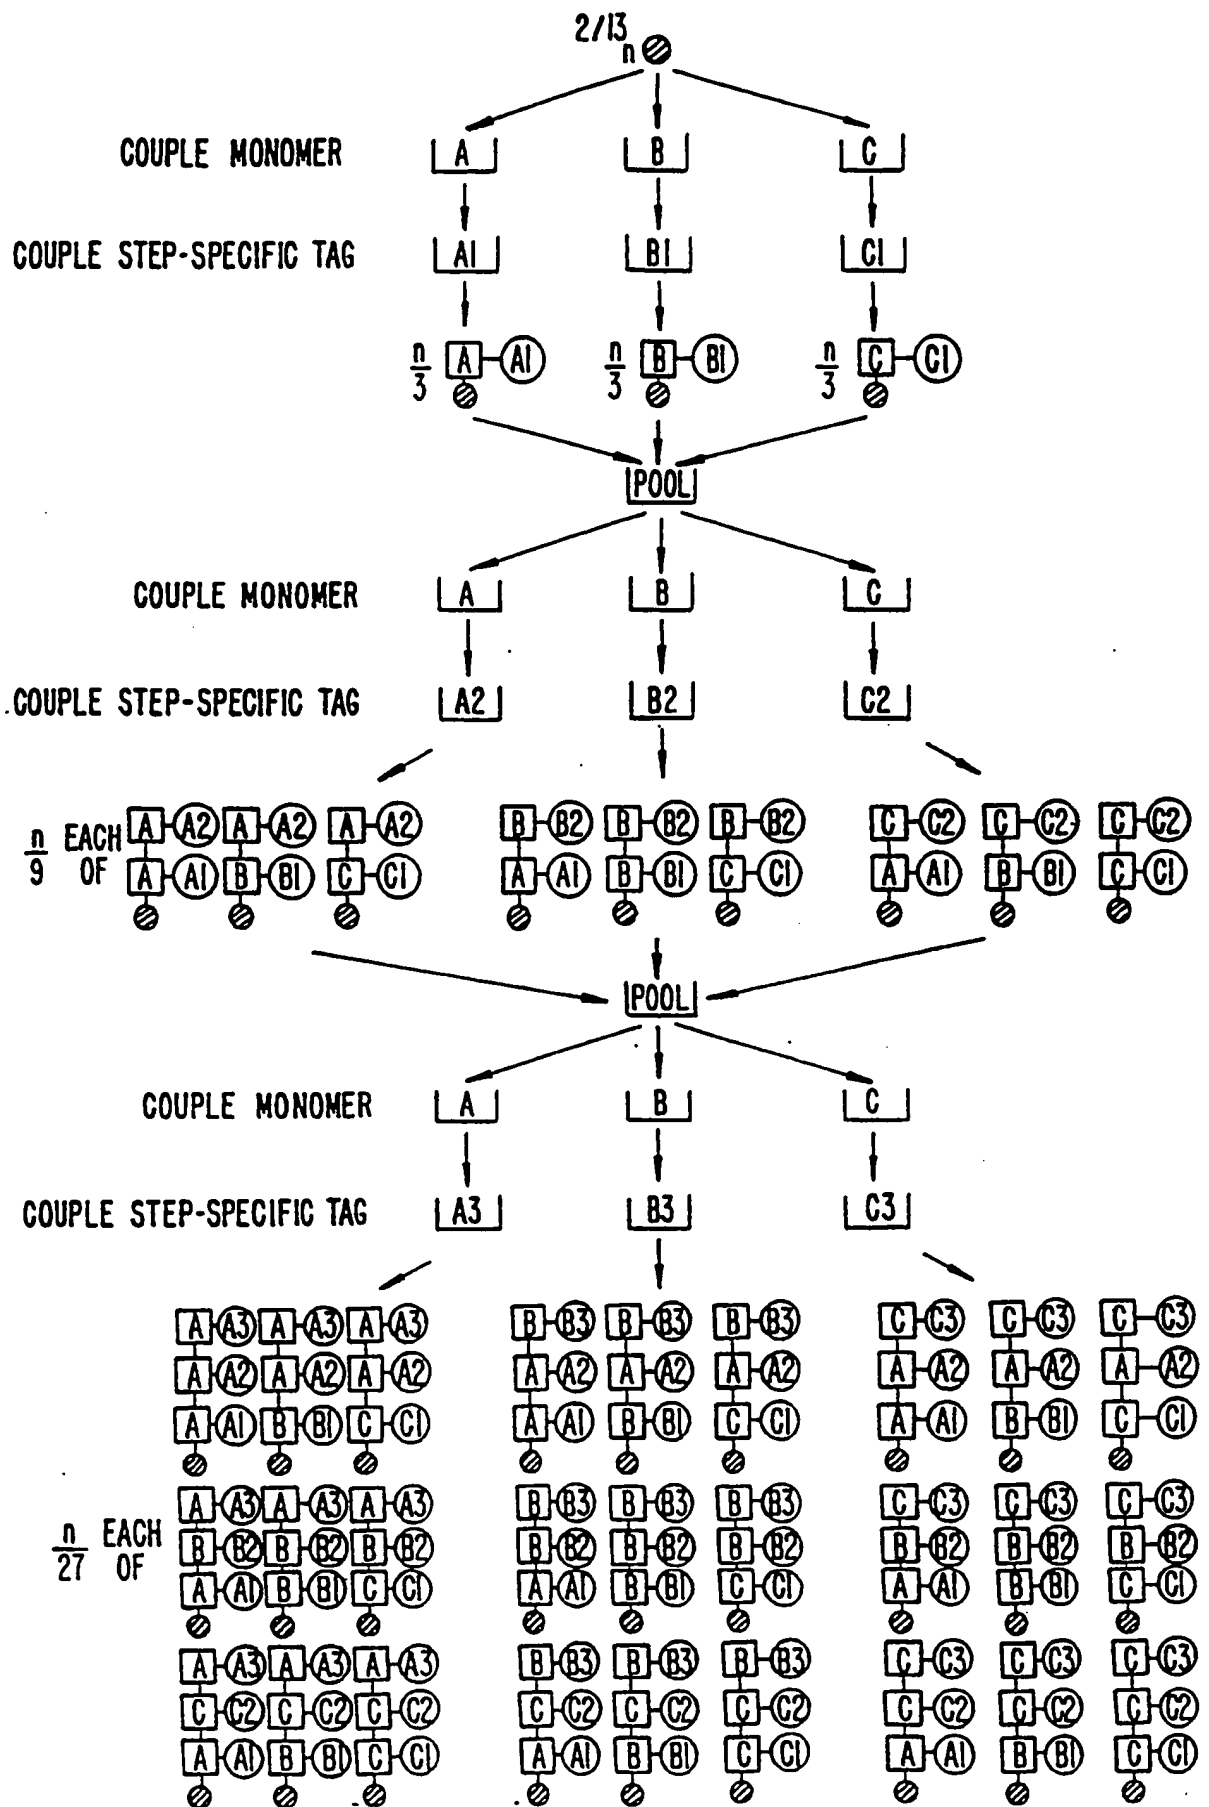 2/13
n
COUPLE MONOMER A B C
COUPLE STEP-SPECIFIC TAG A1 B1 C1
n/3 A A1 n/3 B B1 n/3 C C1
POOL
COUPLE MONOMER A B C
COUPLE STEP-SPECIFIC TAG A2 B2 C2
n/9 EACH OF
A A2 A A2 A A2 B B2 B B2 B B2 C C2 C C2 C C2
A A1 B B1 C C1 A A1 B B1 C C1 A A1 B B1 C C1
POOL
COUPLE MONOMER A B C
COUPLE STEP-SPECIFIC TAG A3 B3 C3
A A3 A A3 A A3 B B3 B B3 B B3 C C3 C C3 C C3
A A2 A A2 A A2 A A2 A A2 A A2 A A2 A A2 A A2
A A1 B B1 C C1 A A1 B B1 C C1 A A1 B B1 C C1
n/27 EACH OF
A A3 A A3 A A3 B B3 B B3 B B3 C C3 C C3 C C3
B B2 B B2 B B2 B B2 B B2 B B2 B B2 B B2 B B2
A A1 B B1 C C1 A A1 B B1 C C1 A A1 B B1 C C1
A A3 A A3 A A3 B B3 B B3 B B3 C C3 C C3 C C3
C C2 C C2 C C2 C C2 C C2 C C2 C C2 C C2 C C2
A A1 B B1 C C1 A A1 B B1 C C1 A A1 B B1 C C1